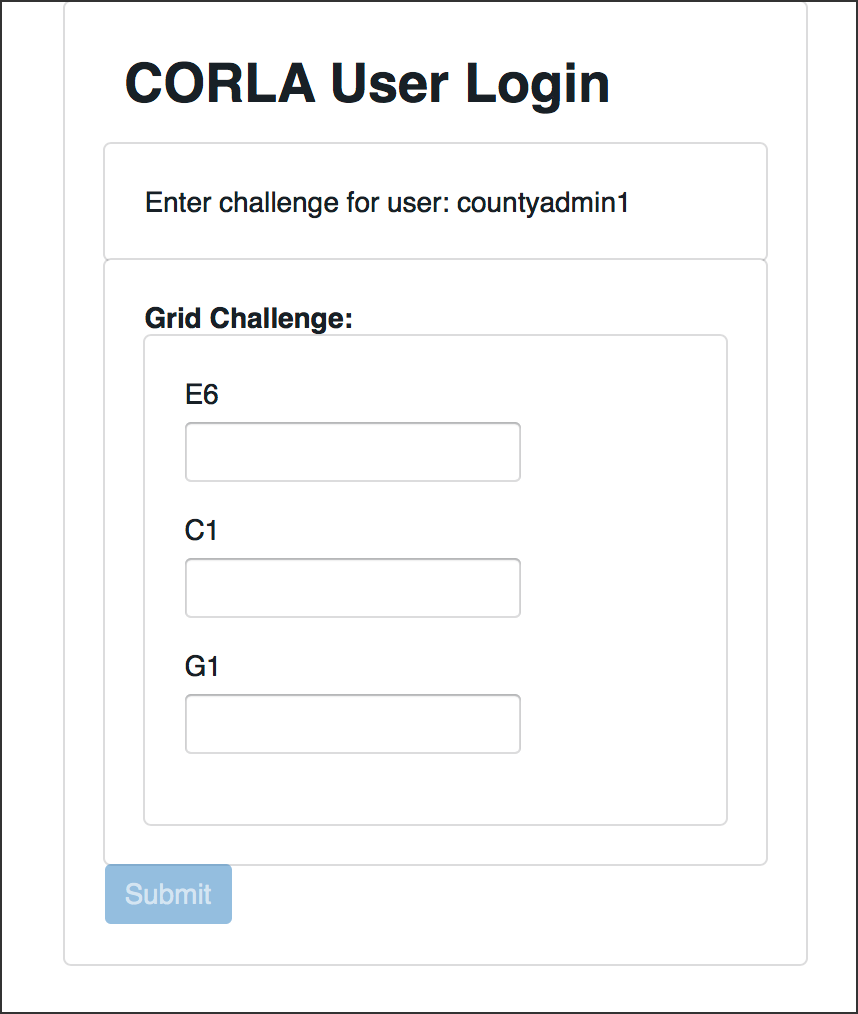 CORLA User Login
Enter challenge for user: countyadmin1
Grid Challenge:
E6
C1
G1
Submit